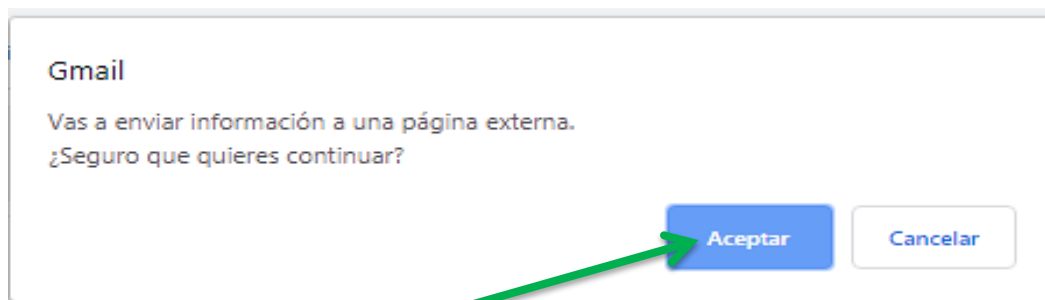 Gmail
Vas a enviar información a una página externa.
¿Seguro que quieres continuar?
Aceptar
Cancelar